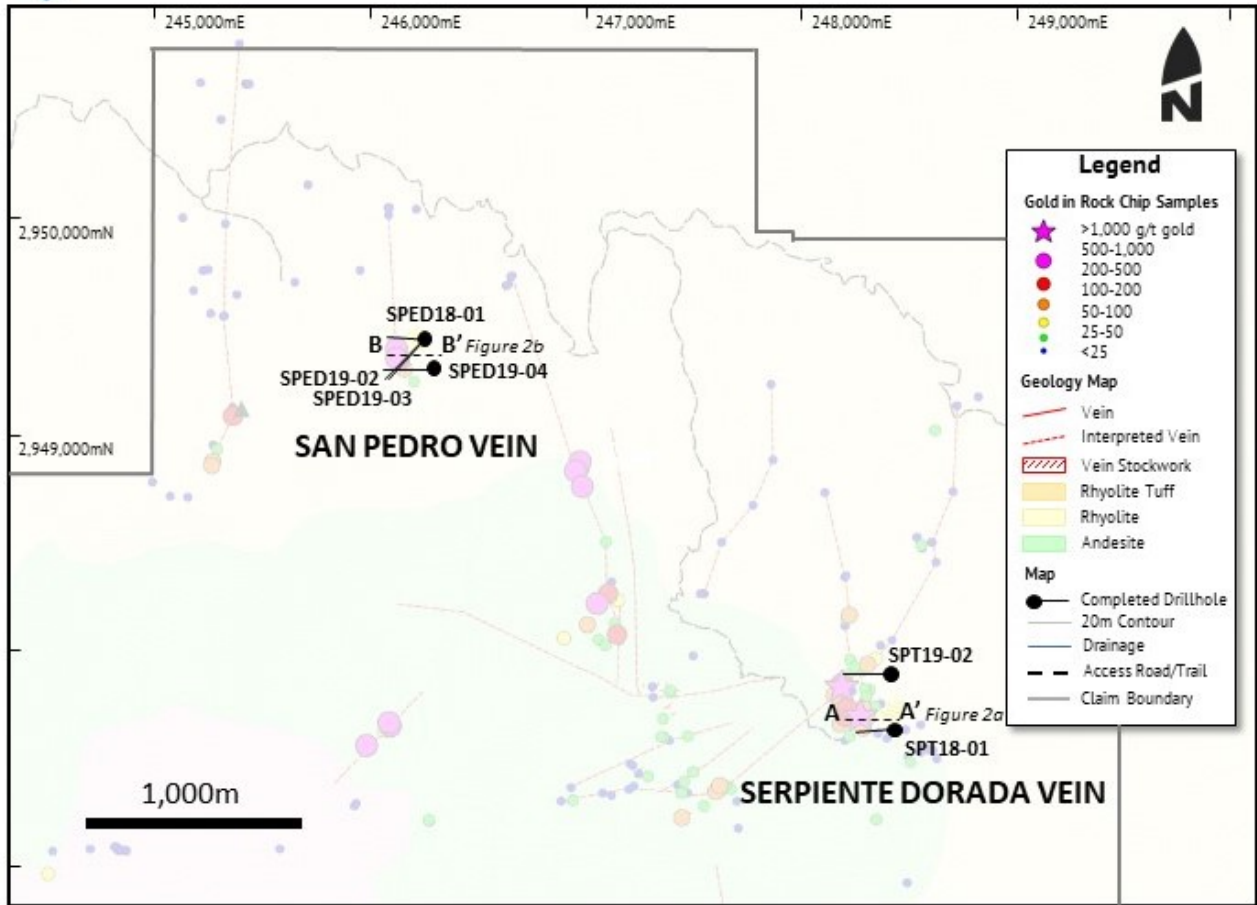 245,000mE
246,000mE
247,000mE
248,000mE
249,000mE
N
2,950,000mN
2,949,000mN
SPED18-01
B
B'
Figure 2b
SPED19-02
SPED19-04
SPED19-03
SAN PEDRO VEIN
SPT19-02
A
A'
Figure 2a
SPT18-01
SERPIENTE DORADA VEIN
1,000m
Legend
Gold in Rock Chip Samples
>1,000 g/t gold
500-1,000
200-500
100-200
50-100
25-50
<25
Geology Map
Vein
Interpreted Vein
Vein Stockwork
Rhyolite Tuff
Rhyolite
Andesite
Map
Completed Drillhole
20m Contour
Drainage
Access Road/Trail
Claim Boundary